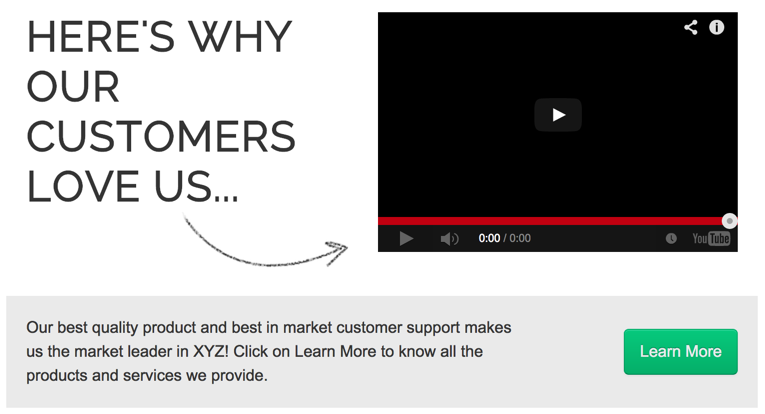 HERE'S WHY
OUR
CUSTOMERS
LOVE US...
0:00 / 0:00
YouTube
Our best quality product and best in market customer support makes
us the market leader in XYZ! Click on Learn More to know all the
products and services we provide.
Learn More